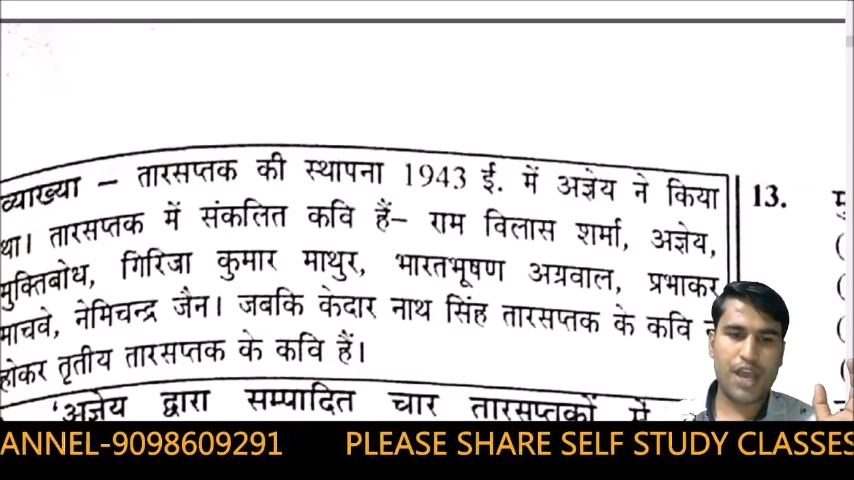 व्याख्या – तारसप्तक की स्थापना 1943 ई. में अज्ञेय ने किया
था। तारसप्तक में संकलित कवि हैं– राम विलास शर्मा, अज्ञेय,
मुक्तिबोध, गिरिजा कुमार माथुर, भारतभूषण अग्रवाल, प्रभाकर
माचवे, नेमिचन्द्र जैन। जबकि केदार नाथ सिंह तारसप्तक के कवि
होकर तृतीय तारसप्तक के कवि हैं।
'अज्ञेय द्वारा सम्पादित चार तारसप्तकों में
13.
ANNEL-9098609291 PLEASE SHARE SELF STUDY CLASSES